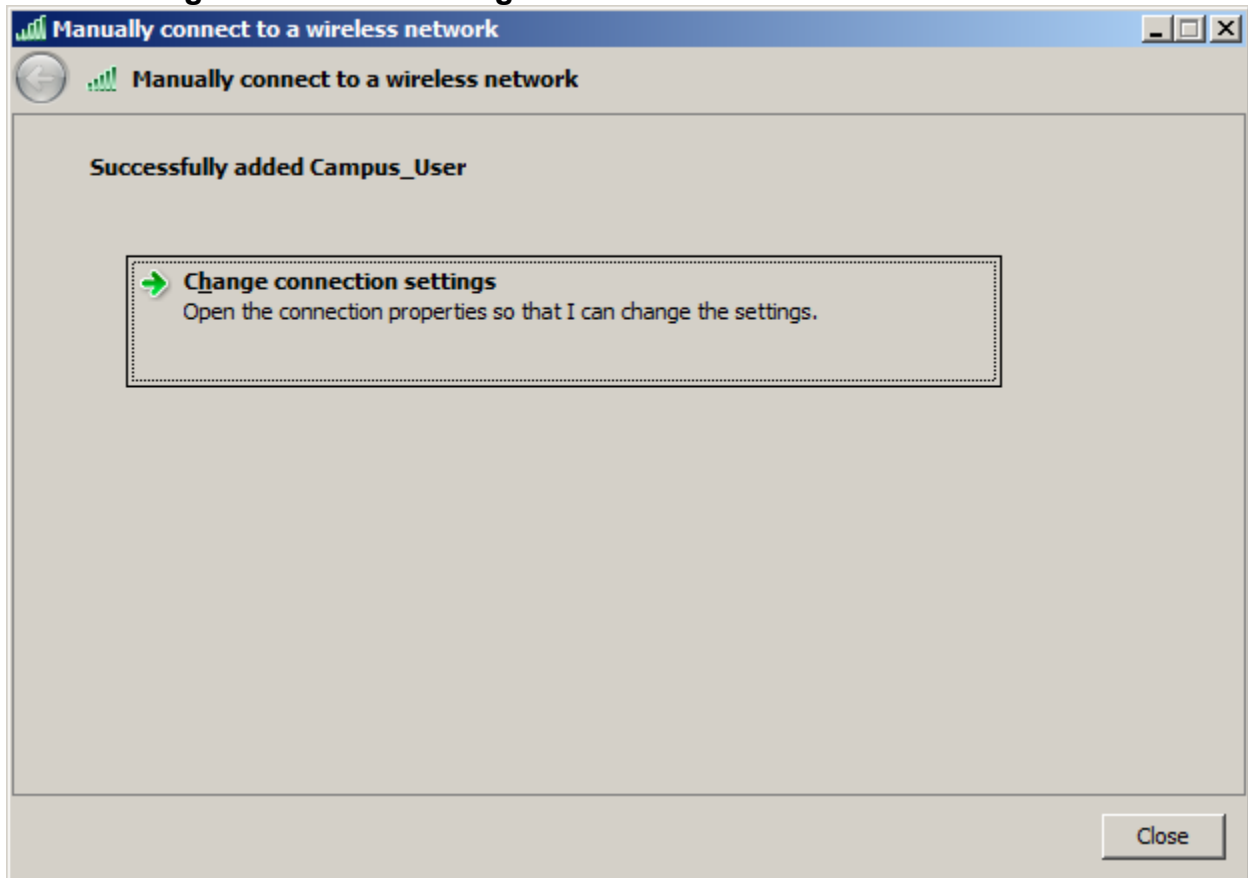 Manually connect to a wireless network
Manually connect to a wireless network
Successfully added Campus_User
Change connection settings
Open the connection properties so that I can change the settings.
Close